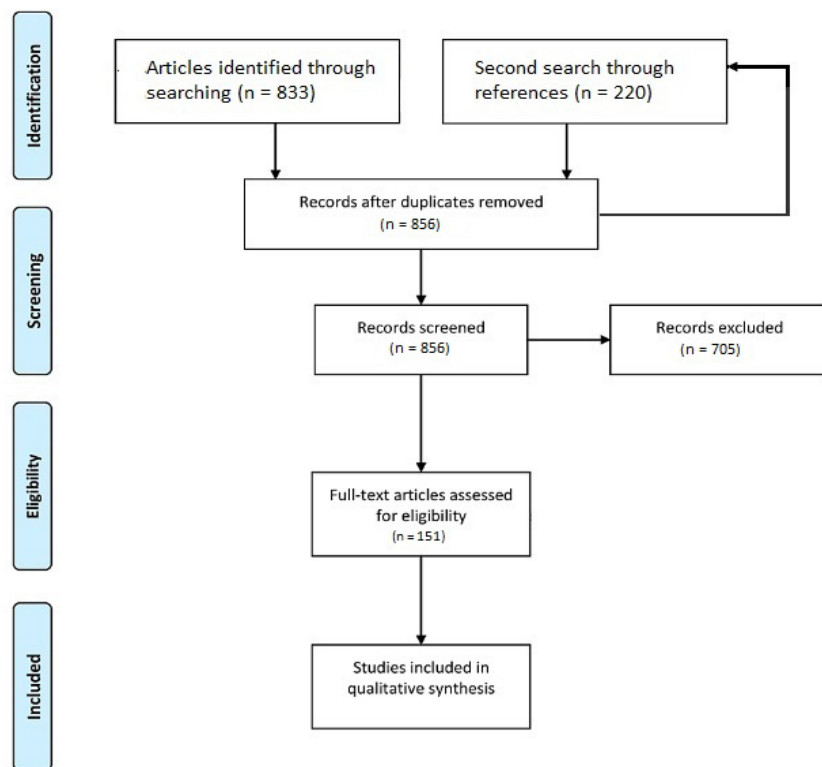 Identification
Articles identified through
searching (n = 833)
Second search through
references (n = 220)
Records after duplicates removed
(n = 856)
Screening
Records screened
(n = 856)
Records excluded
(n = 705)
Eligibility
Full-text articles assessed
for eligibility
(n = 151)
Included
Studies included in
qualitative synthesis